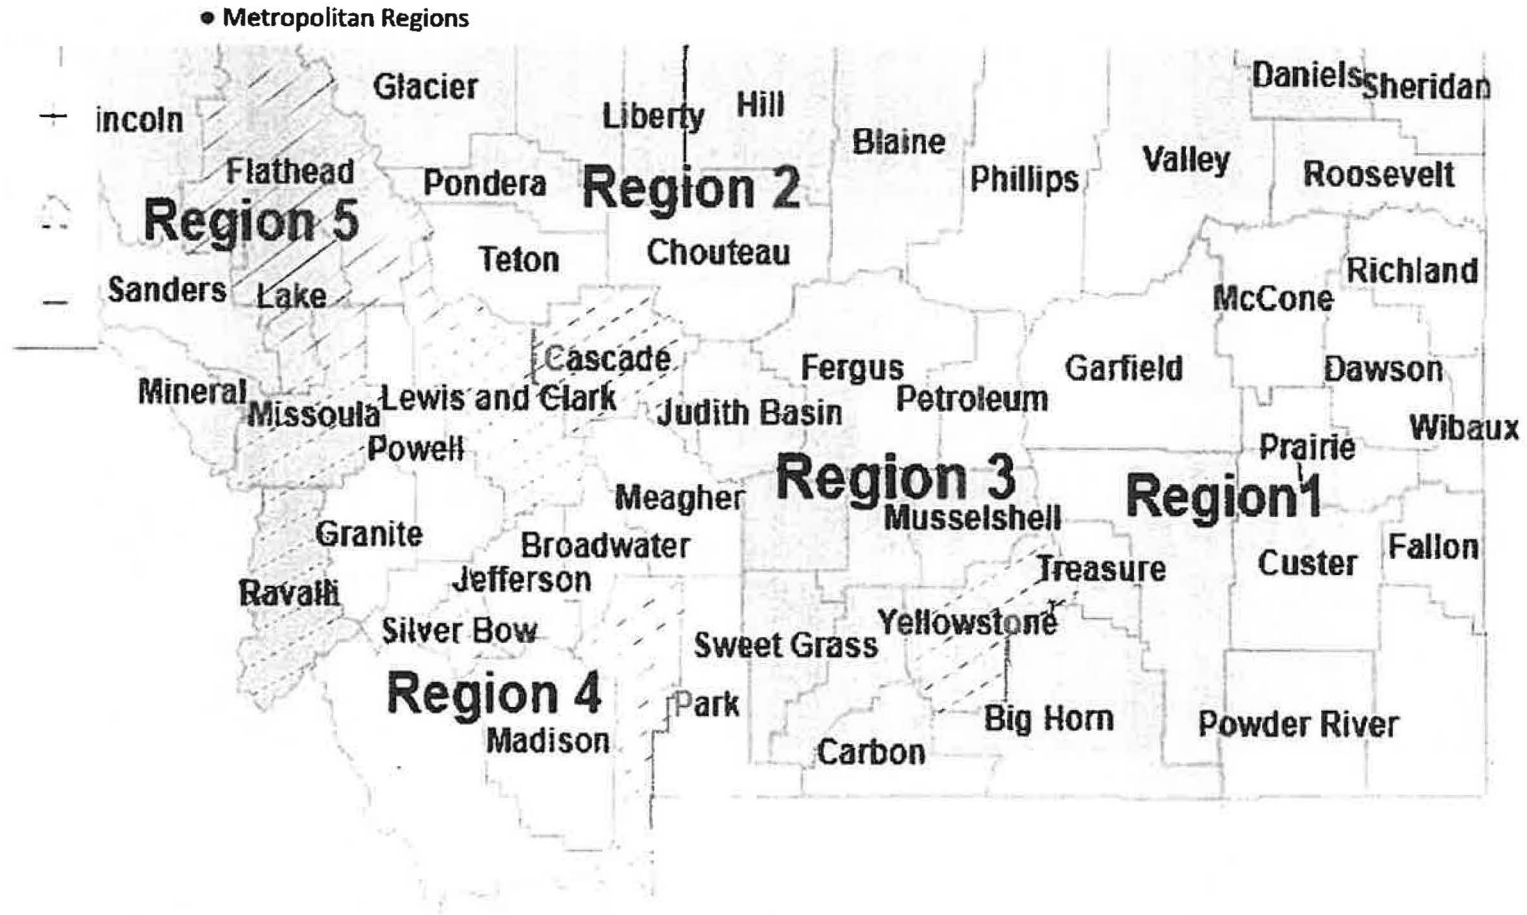 • Metropolitan Regions
Glacier
Daniels
Sheridan
incoln
Liberty
Hill
Blaine
Flathead
Pondera
Region 2
Phillips
Valley
Roosevelt
Region 5
Teton
Chouteau
Sanders
Lake
McCone
Richland
Cascade
Fergus
Garfield
Dawson
Mineral
Missoula
Lewis and Clark
Judith Basin
Petroleum
Wibaux
Powell
Prairie
Region 3
Region1
Meagher
Musselshell
Granite
Broadwater
Fallon
Jefferson
Treasure
Custer
Ravalli
Silver Bow
Yellowstone
Sweet Grass
Region 4
Park
Big Horn
Powder River
Madison
Carbon